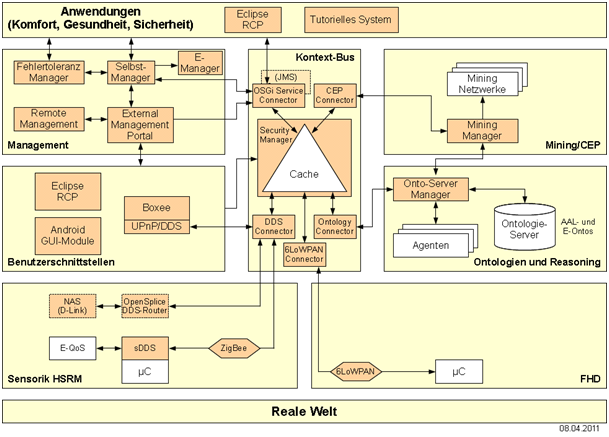 Anwendungen
(Komfort, Gesundheit, Sicherheit)
Eclipse
RCP
Tutorielles System
Fehlertoleranz
Manager
Selbst-
Manager
E-
Manager
Remote
Management
External
Management
Portal
Management
Kontext-Bus
(JMS)
OSGi Service
Connector
CEP
Connector
Security
Manager
Cache
DDS
Connector
Ontology
Connector
6LoWPAN
Connector
Mining
Netzwerke
Mining
Manager
Mining/CEP
Eclipse
RCP
Boxee
UPnP/DDS
Android
GUI-Module
Benutzerschnittstellen
Onto-Server
Manager
Agenten
Ontologie-
Server
AAL- und
E-Ontos
Ontologien und Reasoning
NAS
(D-Link)
OpenSplice
DDS-Router
E-QoS
sDDS
µC
ZigBee
Sensorik HSRM
6LoWPAN
µC
FHD
Reale Welt
08.04.2011